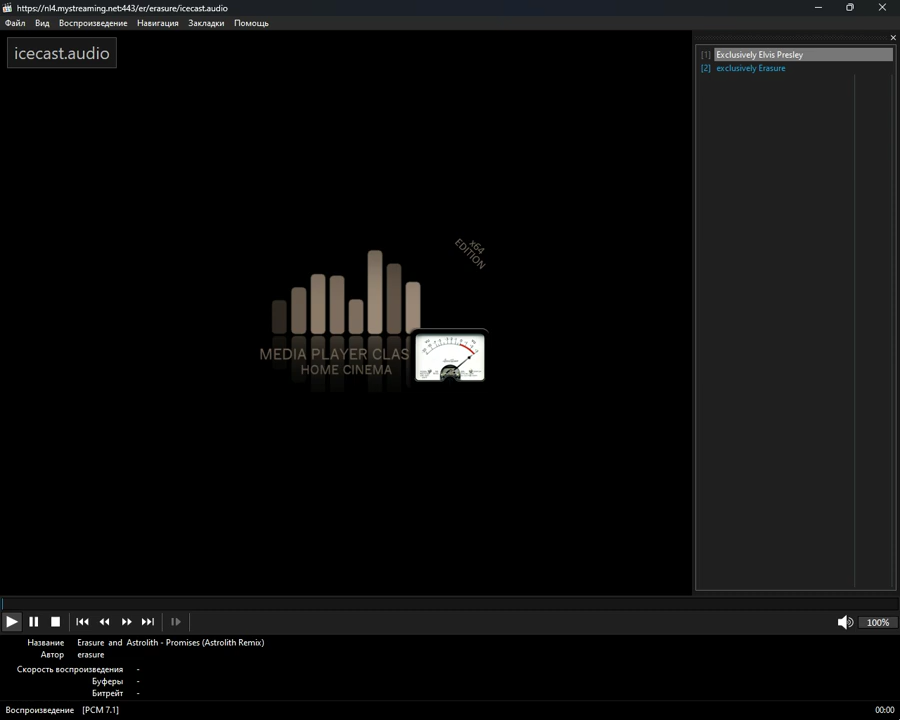 https://nl4.mystreaming.net:443/er/erasure/icecast.audio
Файл Вид Воспроизведение Навигация Закладки Помощь
icecast.audio
[1] Exclusively Elvis Presley
[2] exclusively Erasure
x64
EDITION
MEDIA PLAYER CLAS
HOME CINEMA
100%
Название Erasure and Astrolith - Promises (Astrolith Remix)
Автор erasure
Скорость воспроизведения -
Буферы -
Битрейт -
Воспроизведение [PCM 7.1] 00:00